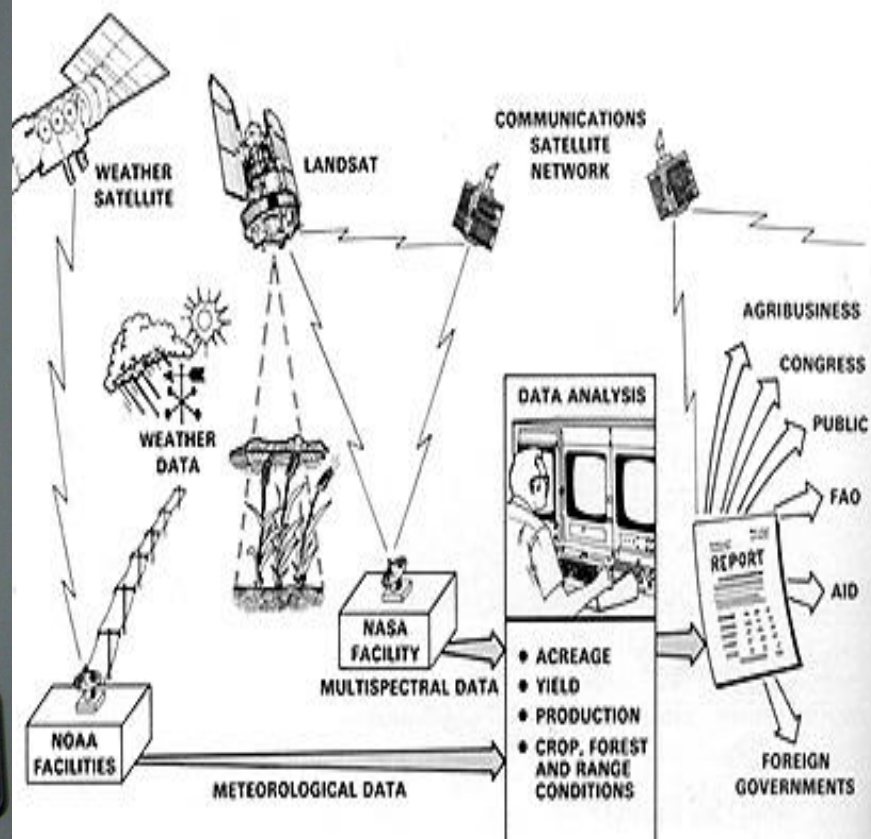 WEATHER
SATELLITE
LANDSAT
COMMUNICATIONS
SATELLITE
NETWORK
WEATHER
DATA
AGRIBUSINESS
CONGRESS
PUBLIC
FAO
AID
FOREIGN
GOVERNMENTS
DATA ANALYSIS
REPORT
NASA
FACILITY
MULTISPECTRAL DATA
• ACREAGE
• YIELD
• PRODUCTION
• CROP, FOREST
AND RANGE
CONDITIONS
NOAA
FACILITIES
METEOROLOGICAL DATA